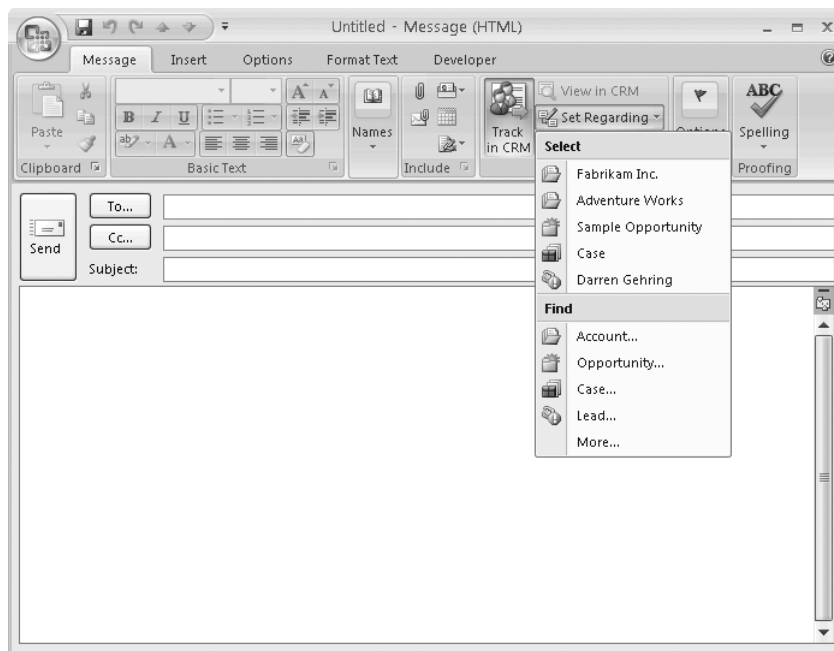 Untitled - Message (HTML)
Message Insert Options Format Text Developer
View in CRM
Set Regarding
ABC
Paste
B I U
A
Names
Track in CRM
Spelling
Clipboard Basic Text Include Proofing
Select
Fabrikam Inc.
Adventure Works
Sample Opportunity
Case
Darren Gehring
Find
Account...
Opportunity...
Case...
Lead...
More...
To...
Cc...
Send
Subject: